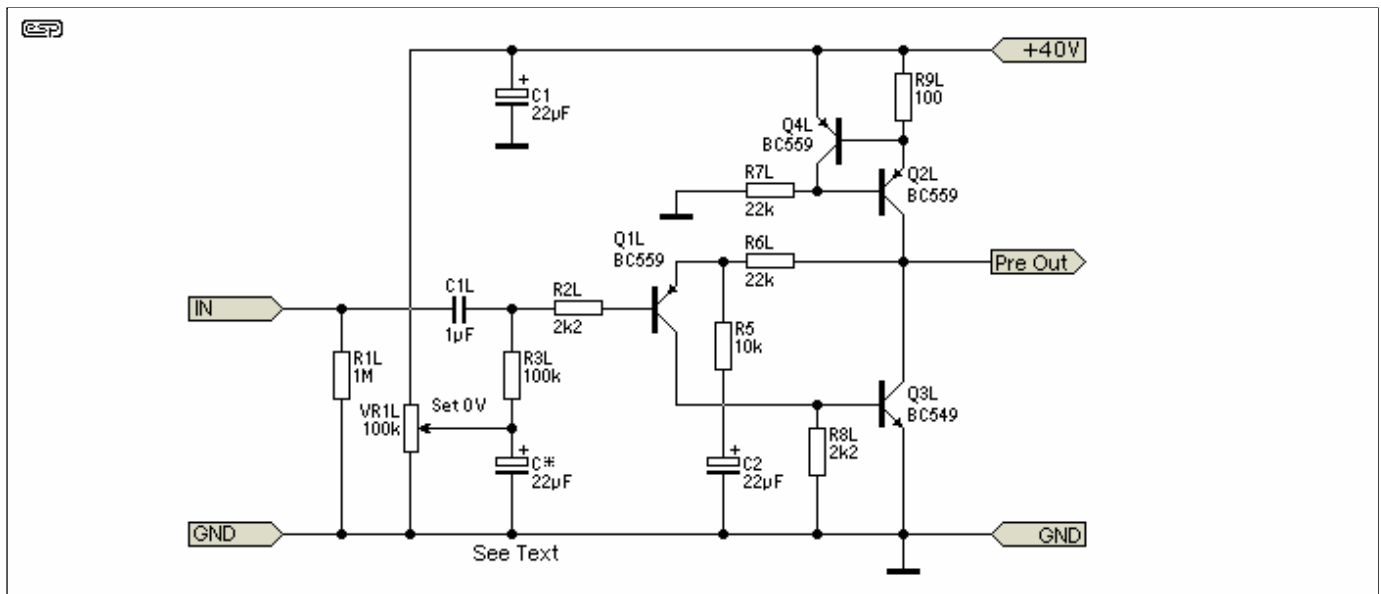 esp
+40V
C1
22µF
R9L
100
Q4L
BC559
R7L
22k
Q2L
BC559
Q1L
BC559
R6L
22k
Pre Out
IN
C1L
1µF
R2L
2k2
R5
10k
R1L
1M
R3L
100k
VR1L
100k
Set 0V
Q3L
BC549
R8L
2k2
C*
22µF
C2
22µF
GND
GND
See Text